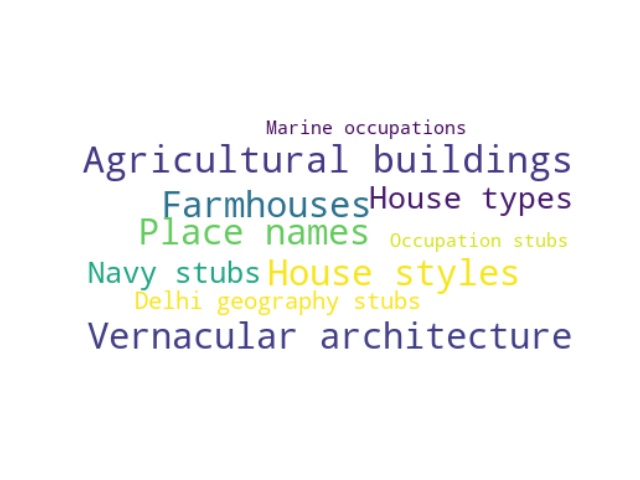 Marine occupations
Agricultural buildings
Farmhouses House types
Place names Occupation stubs
Navy stubs House styles
Delhi geography stubs
Vernacular architecture